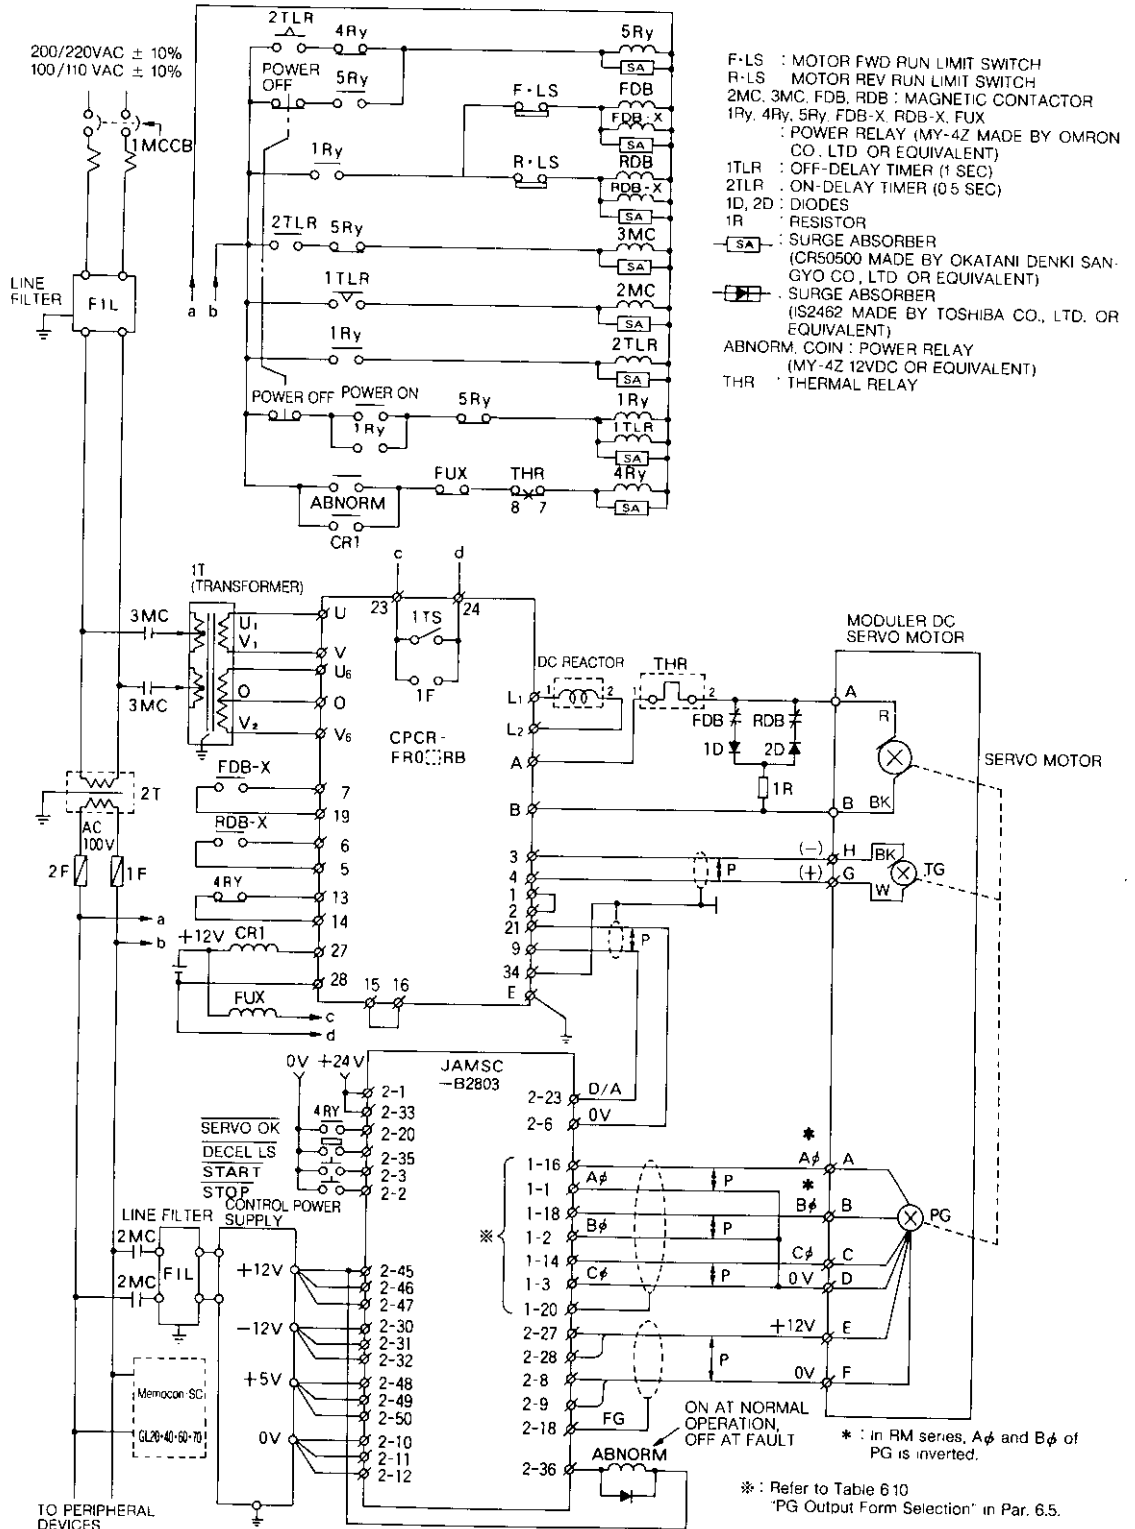 200/220VAC ± 10%
100/110 VAC ± 10%
1MCCB
LINE
FILTER
F1L
a b
2TLR 4Ry 5Ry
SA
POWER
OFF
5Ry
F·LS FDB
FDB-X
SA
1Ry R·LS RDB
RDB-X
SA
2TLR 5Ry 3MC
SA
1TLR 2MC
SA
1Ry 2TLR
SA
POWER OFF POWER ON 5Ry 1Ry
1Ry 1TLR
SA
ABNORM FUX THR 4Ry
8 7 SA
CR1
F·LS : MOTOR FWD RUN LIMIT SWITCH
R·LS MOTOR REV RUN LIMIT SWITCH
2MC, 3MC, FDB, RDB : MAGNETIC CONTACTOR
1Ry, 4Ry, 5Ry, FDB-X, RDB-X, FUX
: POWER RELAY (MY-4Z MADE BY OMRON
CO., LTD OR EQUIVALENT)
1TLR : OFF-DELAY TIMER (1 SEC)
2TLR : ON-DELAY TIMER (0.5 SEC)
1D, 2D : DIODES
1R : RESISTOR
SA : SURGE ABSORBER
(CR50500 MADE BY OKATANI DENKI SAN-
GYO CO., LTD OR EQUIVALENT)
: SURGE ABSORBER
(IS2462 MADE BY TOSHIBA CO., LTD. OR
EQUIVALENT)
ABNORM, COIN : POWER RELAY
(MY-4Z 12VDC OR EQUIVALENT)
THR : THERMAL RELAY
1T
(TRANSFORMER)
3MC
3MC
U1
V1
O
V2
U
V
U6
O
V6
c d
23 24
1TS
1F
CPCR-
FR0 RB
L1
L2
A
B
DC REACTOR
1 2
THR
1 2
FDB RDB
1D 2D
1R
MODULER DC
SERVO MOTOR
A
R
B BK
SERVO MOTOR
2T
AC
100V
2F 1F
a
b
FDB-X
7
19
RDB-X
6
5
4RY
13
14
+12V CR1
27
28
FUX
c
d
15 16
3
4
1
2
21
9
34
E
P
P
(−) H BK
(+) G W
TG
0V +24V
JAMSC
-B2803
2-1
2-33
4RY
SERVO OK 2-20
DECEL LS 2-35
START 2-3
STOP 2-2
2-23 D/A
2-6 0V
1-16
1-1 Aφ
1-18
1-2 Bφ
1-14
1-3 Cφ
1-20
※
P
P
P
*
Aφ A
*
Bφ B
Cφ C
0V D
PG
2-27
2-28
2-8
2-9
2-18 FG
P
+12V E
0V F
LINE FILTER
CONTROL POWER
SUPPLY
2MC
2MC
F1L
+12V
2-45
2-46
2-47
−12V
2-30
2-31
2-32
+5V
2-48
2-49
2-50
0V
2-10
2-11
2-12
Memocon-SC
GL20·40·60·70
2-36
ABNORM
ON AT NORMAL
OPERATION,
OFF AT FAULT
* : In RM series, Aφ and Bφ of
PG is inverted.
※ : Refer to Table 6.10
"PG Output Form Selection" in Par. 6.5.
TO PERIPHERAL
DEVICES